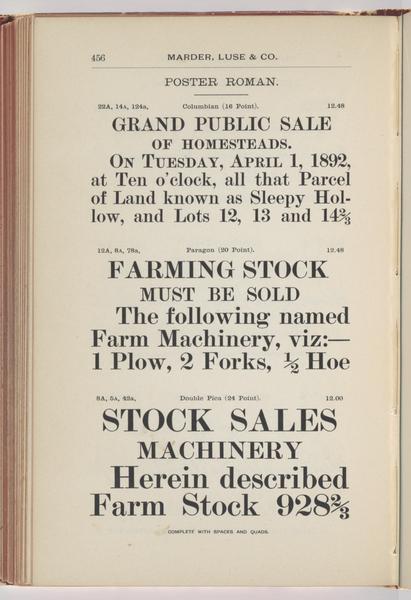 456
MARDER, LUSE & CO.
POSTER ROMAN.
22A, 14A, 124a, Columbian (16 Point). 12.48
GRAND PUBLIC SALE
OF HOMESTEADS.
ON TUESDAY, APRIL 1, 1892,
at Ten o'clock, all that Parcel
of Land known as Sleepy Hol-
low, and Lots 12, 13 and 14⅔
12A, 8A, 78a, Paragon (20 Point). 12.48
FARMING STOCK
MUST BE SOLD
The following named
Farm Machinery, viz:—
1 Plow, 2 Forks, ½ Hoe
8A, 5A, 42a, Double Pica (24 Point). 12.00
STOCK SALES
MACHINERY
Herein described
Farm Stock 928⅔
COMPLETE WITH SPACES AND QUADS.